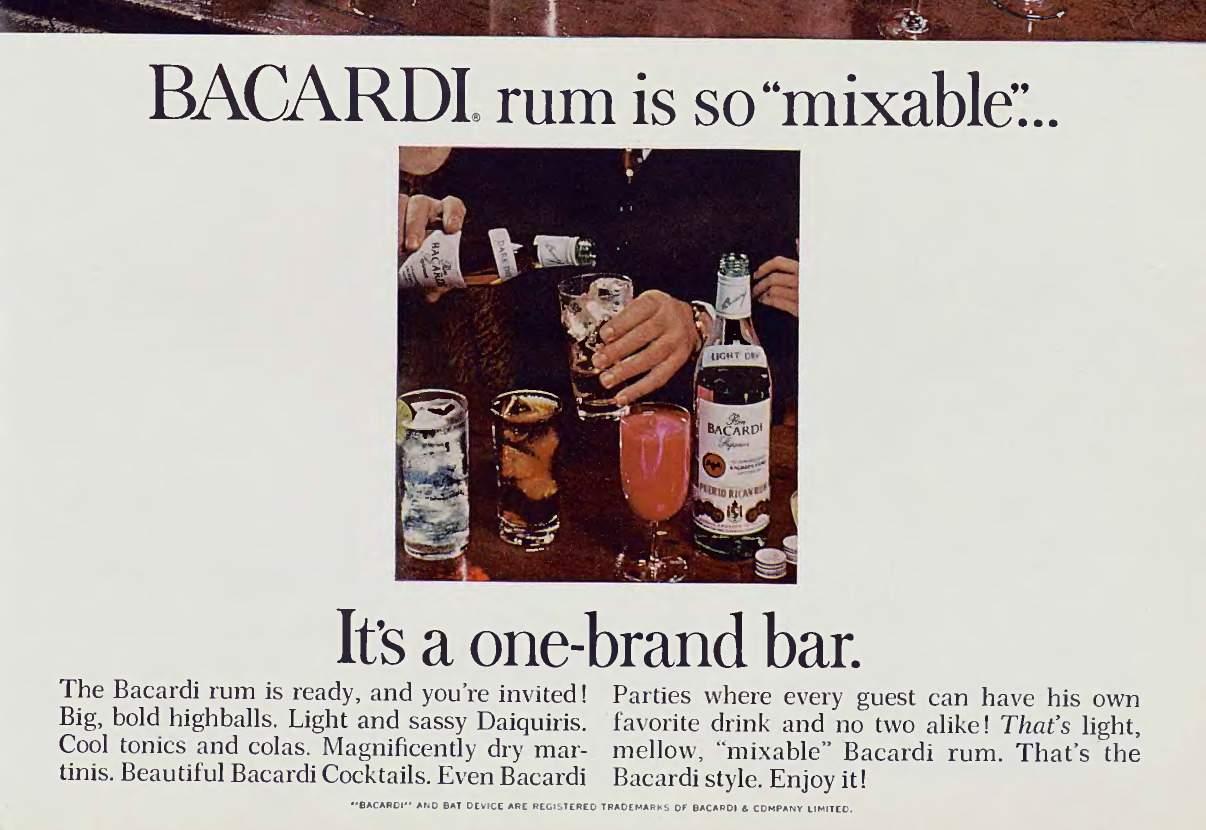 BACARDI® rum is so “mixable”...
BACARDI
DARK DRY
LIGHT DRY
Ron
BACARDI
Superior
PUERTO RICAN RUM
It's a one-brand bar.
The Bacardi rum is ready, and you're invited!
Big, bold highballs. Light and sassy Daiquiris.
Cool tonics and colas. Magnificently dry mar-
tinis. Beautiful Bacardi Cocktails. Even Bacardi
Parties where every guest can have his own
favorite drink and no two alike! That's light,
mellow, “mixable” Bacardi rum. That's the
Bacardi style. Enjoy it!
"BACARDI" AND BAT DEVICE ARE REGISTERED TRADEMARKS OF BACARDI & COMPANY LIMITED.